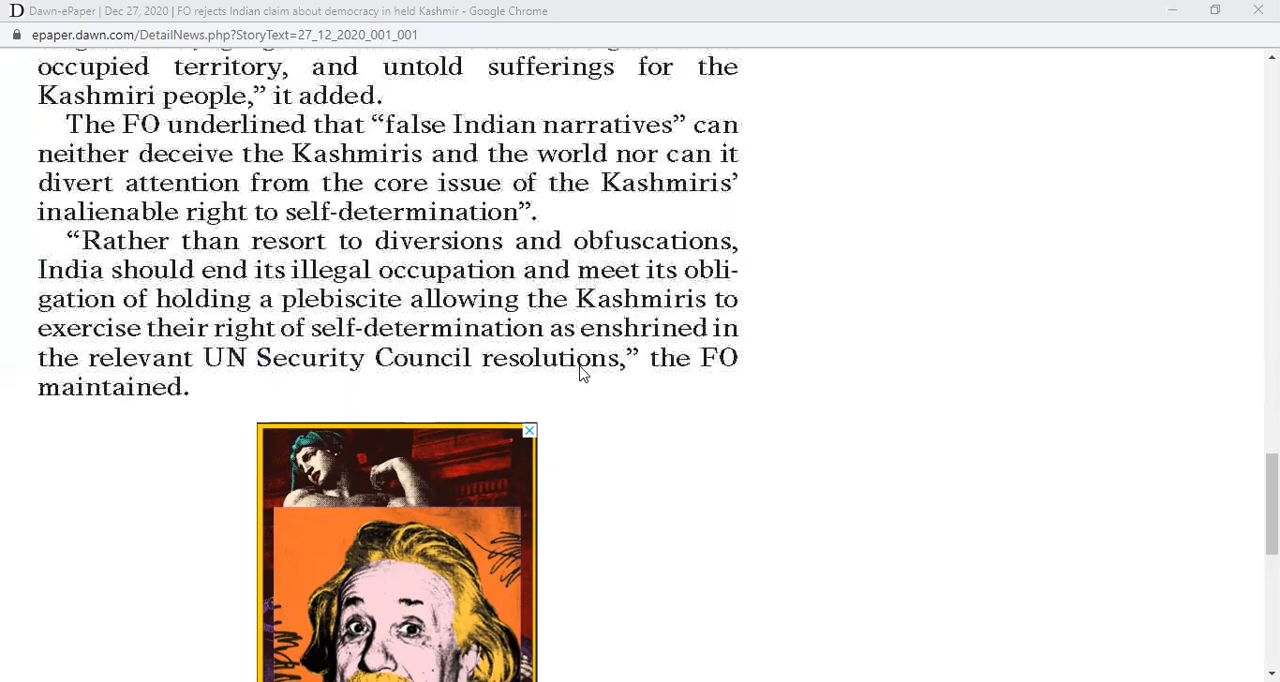 D Dawn-ePaper | Dec 27, 2020 | FO rejects Indian claim about democracy in held Kashmir - Google Chrome
epaper.dawn.com/DetailNews.php?StoryText=27_12_2020_001_001
occupied territory, and untold sufferings for the
Kashmiri people,” it added.
The FO underlined that “false Indian narratives” can
neither deceive the Kashmiris and the world nor can it
divert attention from the core issue of the Kashmiris’
inalienable right to self-determination”.
“Rather than resort to diversions and obfuscations,
India should end its illegal occupation and meet its obli-
gation of holding a plebiscite allowing the Kashmiris to
exercise their right of self-determination as enshrined in
the relevant UN Security Council resolutions,” the FO
maintained.